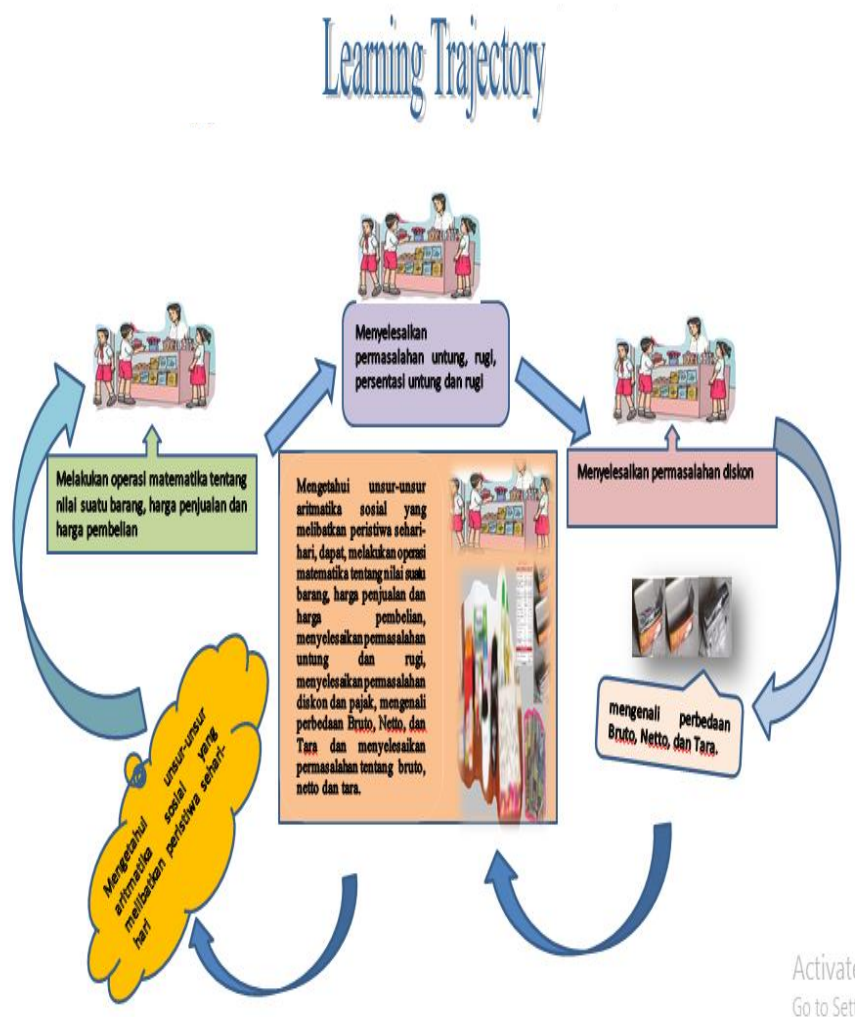 Learning Trajectory
Menyelesaikan
permasalahan untung, rugi,
persentasi untung dan rugi
Melakukan operasi matematika tentang
nilai suatu barang, harga penjualan dan
harga pembelian
Menyelesaikan permasalahan diskon
Mengetahui unsur-unsur
aritmatika sosial yang
melibatkan peristiwa sehari-
hari, dapat, melakukan operasi
matematika tentang nilai suatu
barang, harga penjualan dan
harga pembelian,
menyelesaikan permasalahan
untung dan rugi,
menyelesaikan permasalahan
diskon dan pajak, mengenali
perbedaan Bruto, Netto, dan
Tara dan menyelesaikan
permasalahan tentang bruto,
netto dan tara.
mengenali perbedaan
Bruto, Netto, dan Tara.
Mengetahui unsur-unsur
aritmatika sosial yang
melibatkan peristiwa sehari-
hari
Activate
Go to Sett